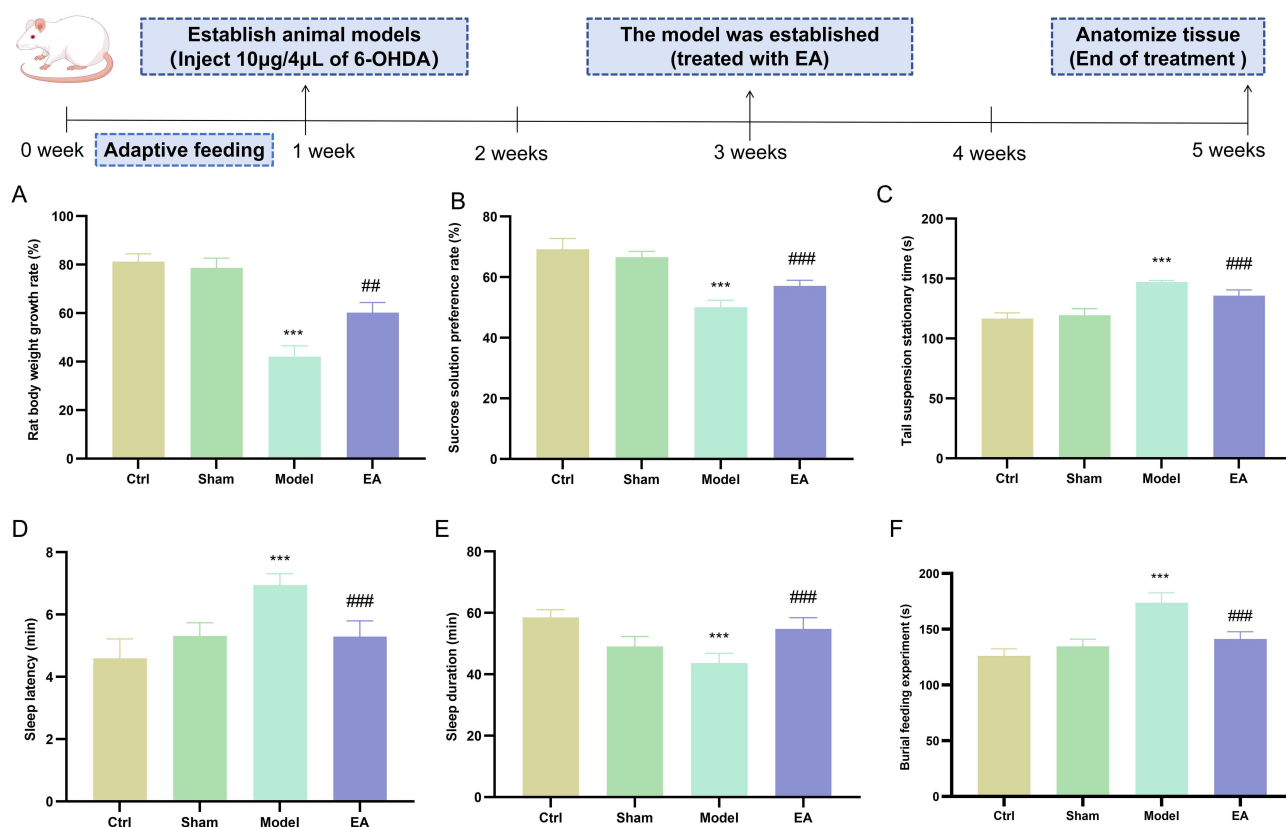 Establish animal models
(Inject 10μg/4μL of 6-OHDA)
The model was established
(treated with EA)
Anatomize tissue
(End of treatment )
0 week
Adaptive feeding
1 week
2 weeks
3 weeks
4 weeks
5 weeks
A
Rat body weight growth rate (%)
100
80
60
40
20
0
***
##
Ctrl
Sham
Model
EA
B
Sucrose solution preference rate (%)
80
60
40
20
0
***
###
Ctrl
Sham
Model
EA
C
Tail suspension stationary time (s)
200
150
100
50
0
***
###
Ctrl
Sham
Model
EA
D
Sleep latency (min)
8
6
4
2
0
***
###
Ctrl
Sham
Model
EA
E
Sleep duration (min)
80
60
40
20
0
***
###
Ctrl
Sham
Model
EA
F
Burial feeding experiment (s)
200
150
100
50
0
***
###
Ctrl
Sham
Model
EA